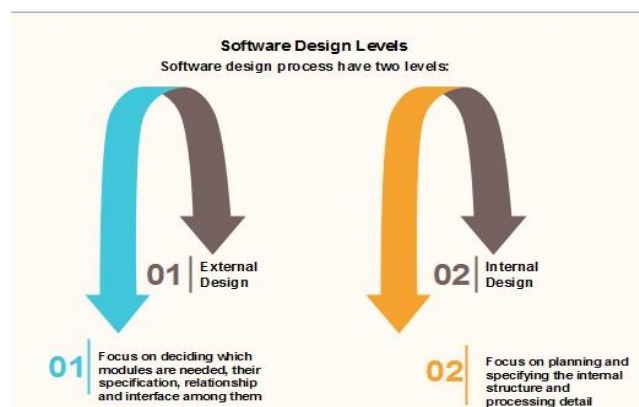 Software Design Levels
Software design process have two levels:
01
External
Design
02
Internal
Design
01
Focus on deciding which
modules are needed, their
specification, relationship
and interface among them
02
Focus on planning and
specifying the internal
structure and
processing detail